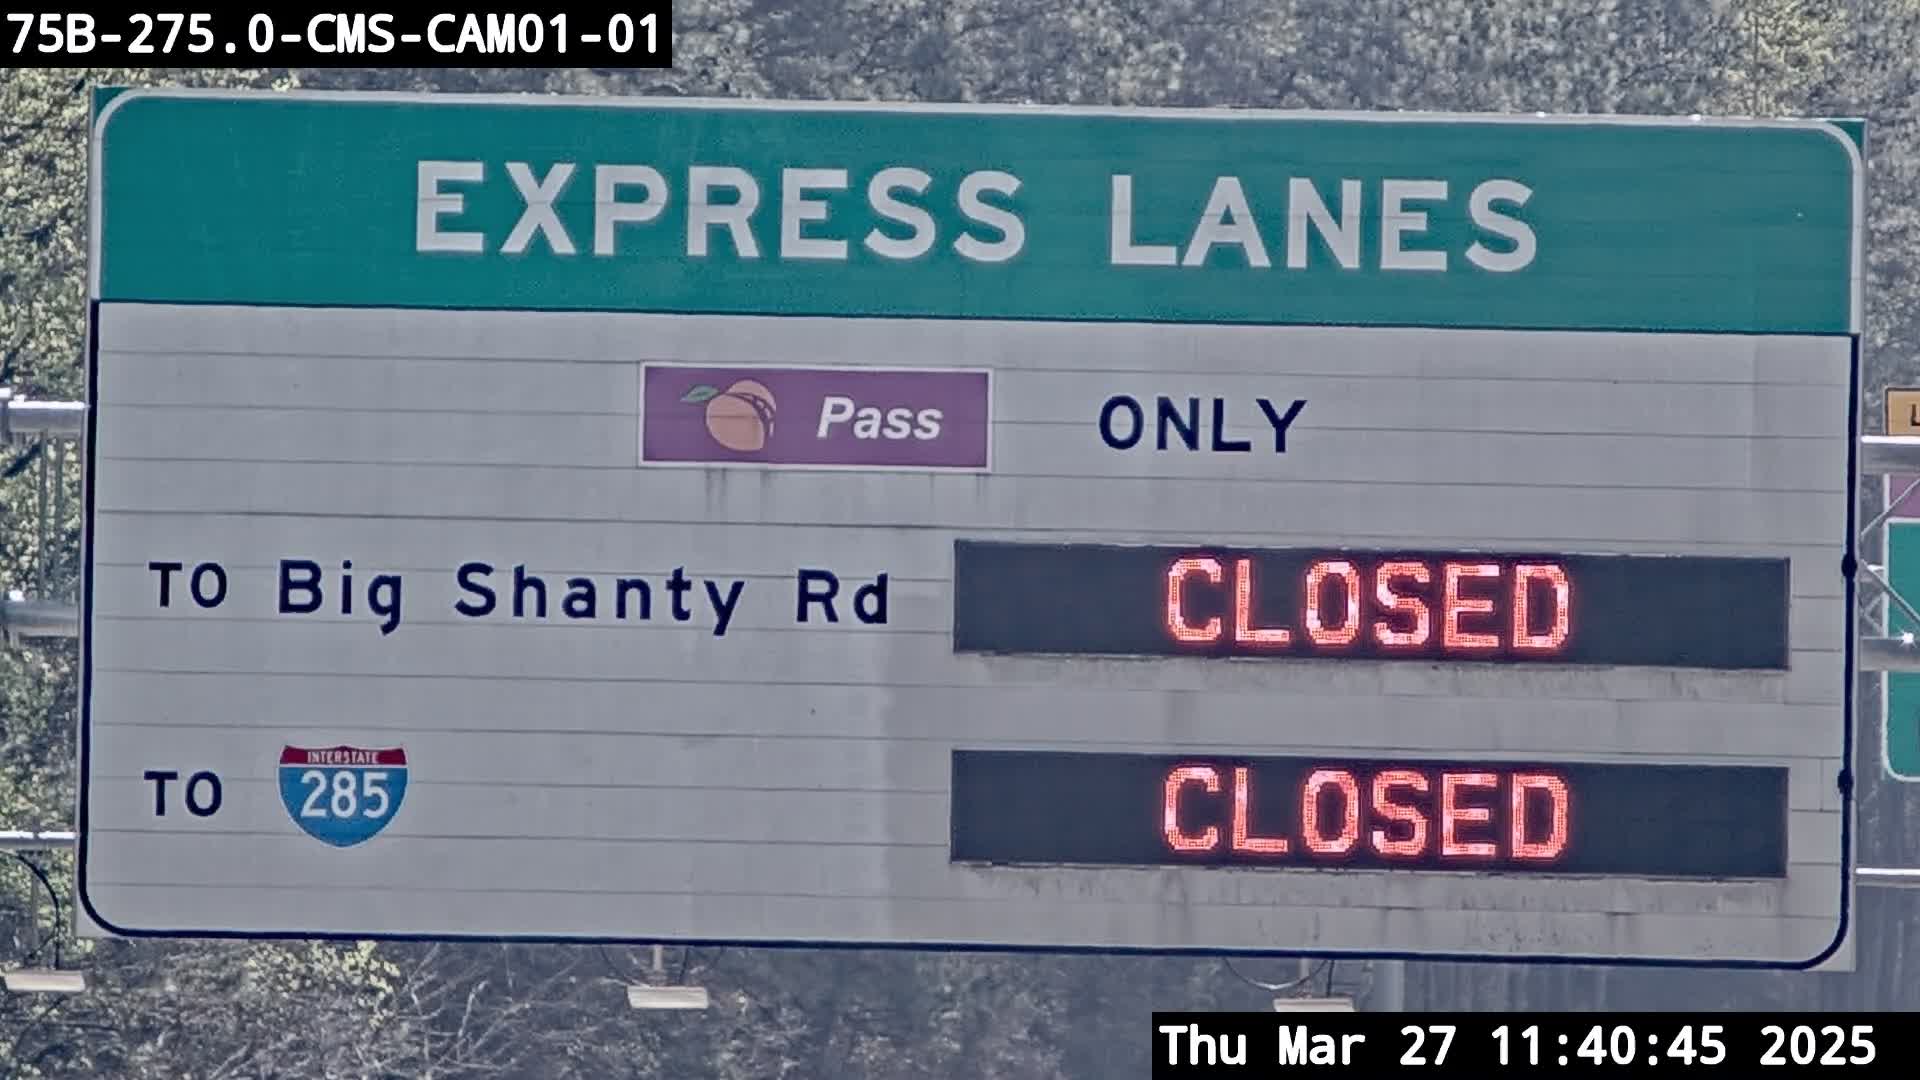 75B-275.0-CMS-CAM01-01
EXPRESS LANES
Pass ONLY
TO Big Shanty Rd CLOSED
TO INTERSTATE 285 CLOSED
Thu Mar 27 11:40:45 2025